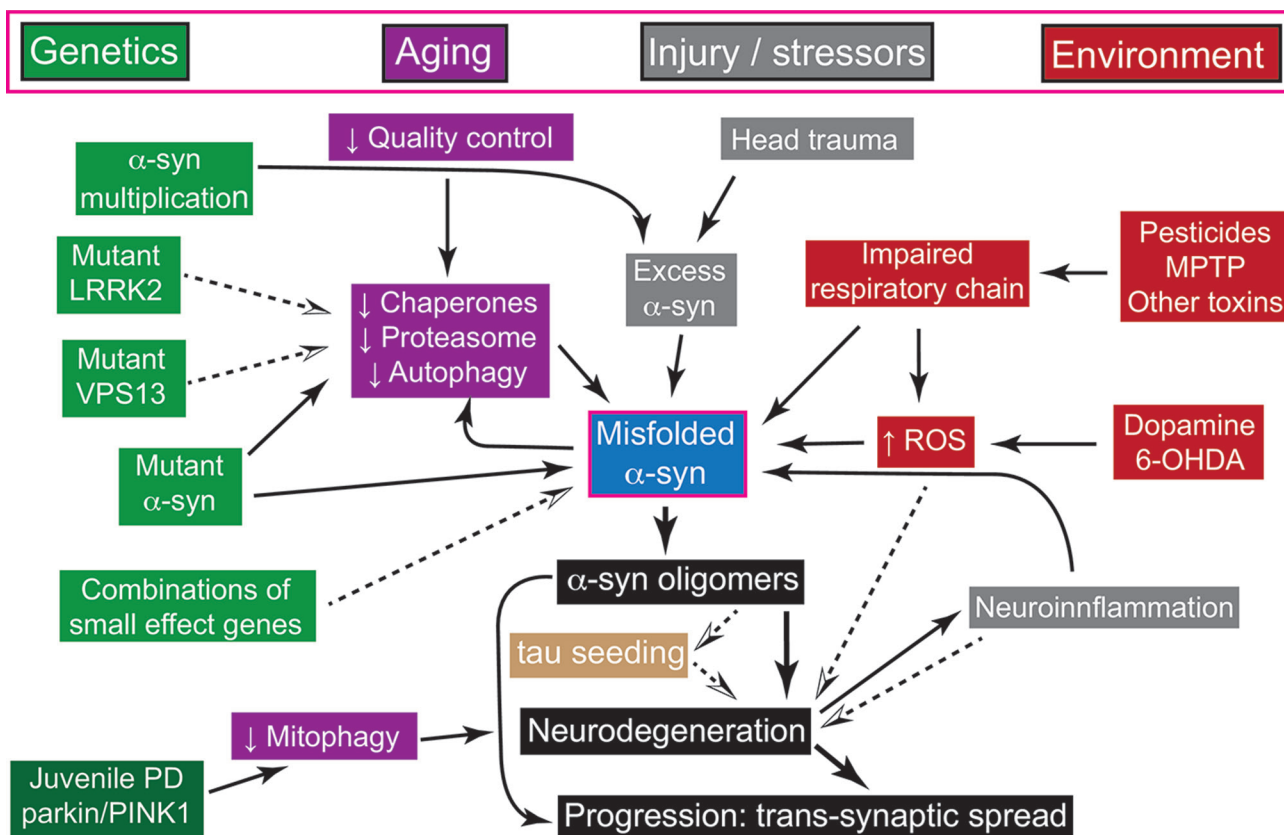 Genetics
Aging
Injury / stressors
Environment
↓ Quality control
Head trauma
α-syn
multiplication
Mutant
LRRK2
Excess
α-syn
Impaired
respiratory chain
Pesticides
MPTP
Other toxins
↓ Chaperones
↓ Proteasome
↓ Autophagy
Mutant
VPS13
Misfolded
α-syn
↑ ROS
Dopamine
6-OHDA
Mutant
α-syn
α-syn oligomers
Combinations of
small effect genes
Neuroinnflammation
tau seeding
↓ Mitophagy
Neurodegeneration
Juvenile PD
parkin/PINK1
Progression: trans-synaptic spread